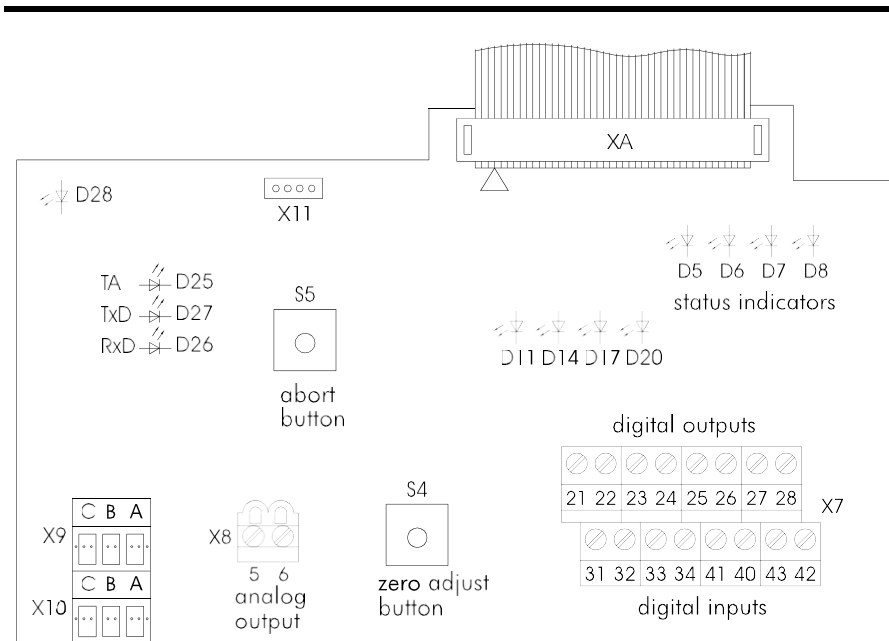 XA
D28
X11
D5 D6 D7 D8
status indicators
TA D25
TxD D27
RxD D26
S5
abort
button
D11 D14 D17 D20
digital outputs
21 22 23 24 25 26 27 28
X7
31 32 33 34 41 40 43 42
digital inputs
S4
zero adjust
button
X8
5 6
analog
output
X9
C B A
X10
C B A